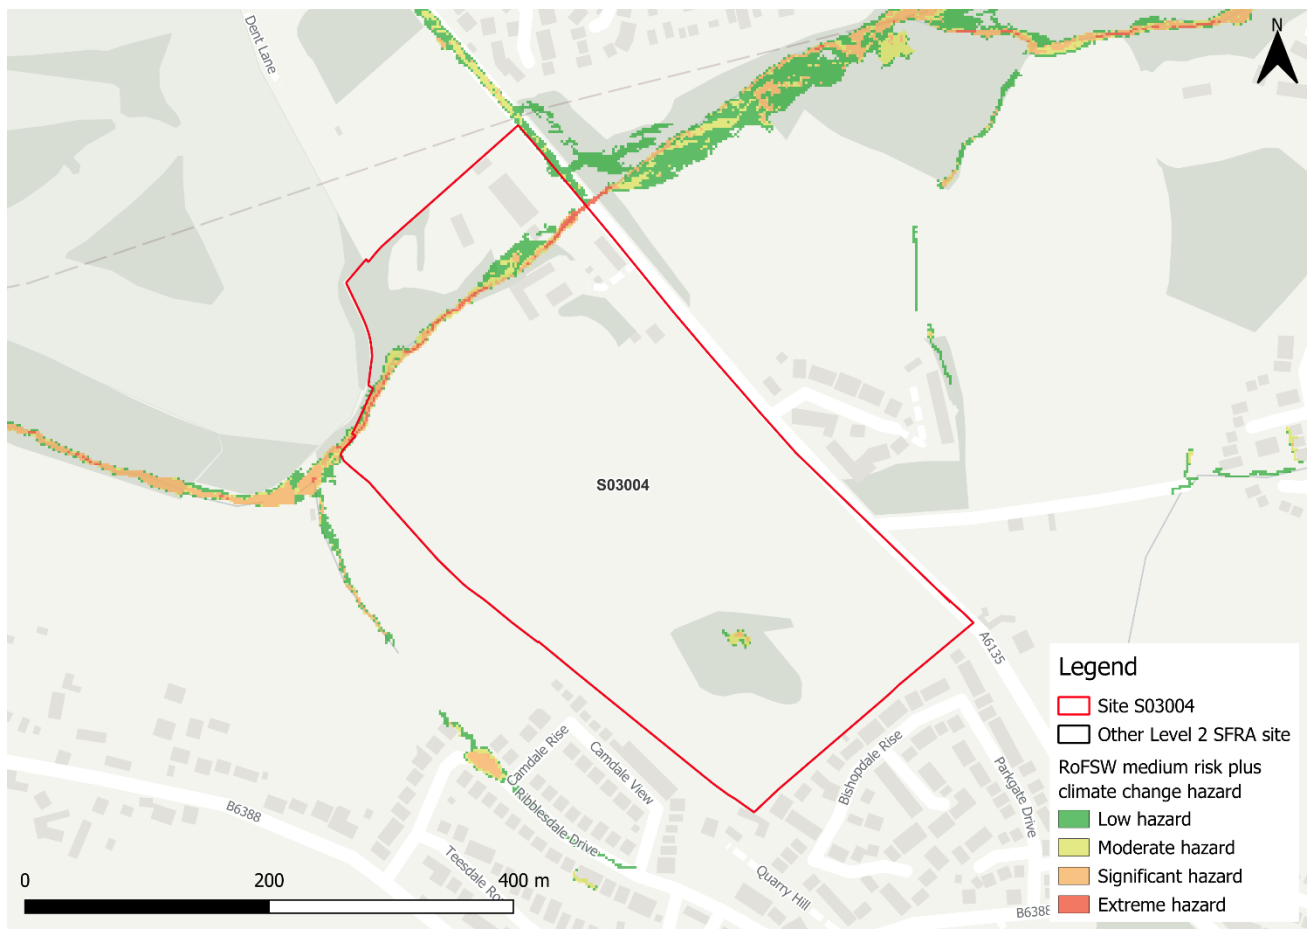 Dent Lane
N
S03004
A6135
Camdale Rise
Camdale View
Ribblesdale Drive
Bishopdale Rise
Parkgate Drive
B6388
Teesdale Ro
Quarry Hill
B6388
0
200
400 m
Legend
Site S03004
Other Level 2 SFRA site
RoFSW medium risk plus
climate change hazard
Low hazard
Moderate hazard
Significant hazard
Extreme hazard